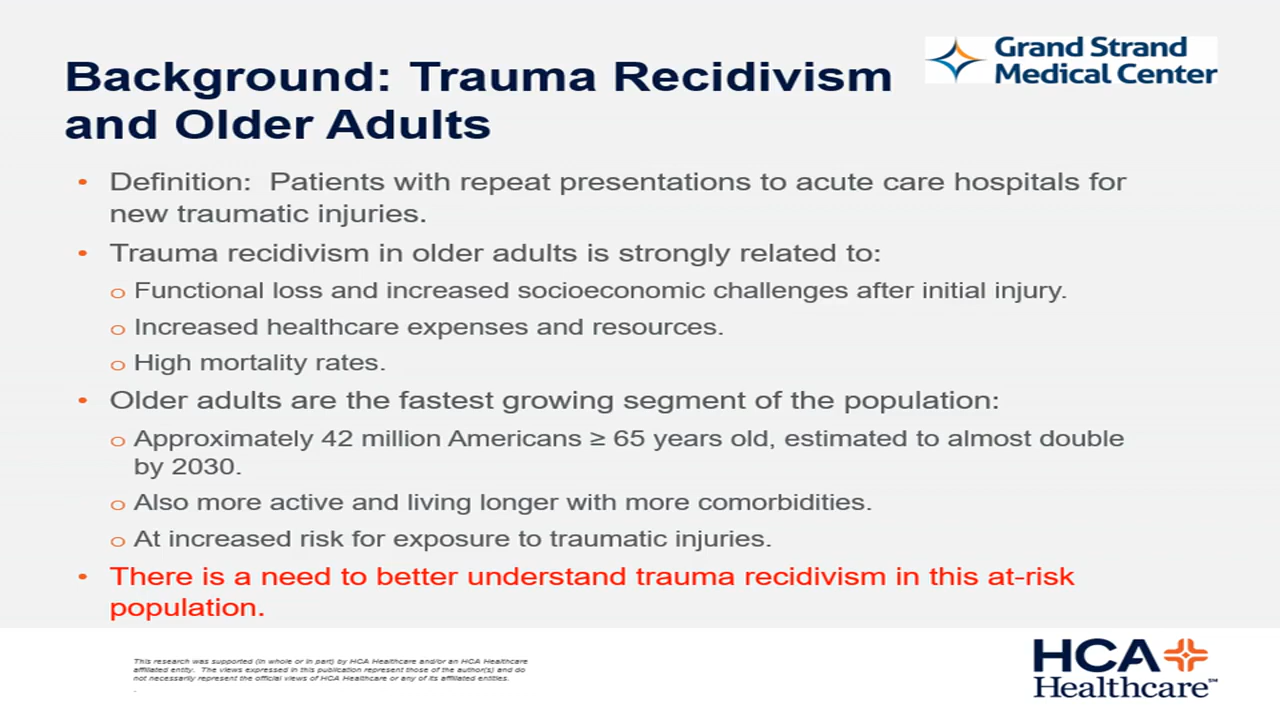 Background: Trauma Recidivism
and Older Adults
Grand Strand
Medical Center
• Definition:  Patients with repeat presentations to acute care hospitals for
new traumatic injuries.
• Trauma recidivism in older adults is strongly related to:
o Functional loss and increased socioeconomic challenges after initial injury.
o Increased healthcare expenses and resources.
o High mortality rates.
• Older adults are the fastest growing segment of the population:
o Approximately 42 million Americans ≥ 65 years old, estimated to almost double
by 2030.
o Also more active and living longer with more comorbidities.
o At increased risk for exposure to traumatic injuries.
• There is a need to better understand trauma recidivism in this at-risk
population.
This research was supported (in whole or in part) by HCA Healthcare and/or an HCA Healthcare
affiliated entity.  The views expressed in this publication represent those of the author(s) and do
not necessarily represent the official views of HCA Healthcare or any of its affiliated entities.
.
HCA
Healthcare℠